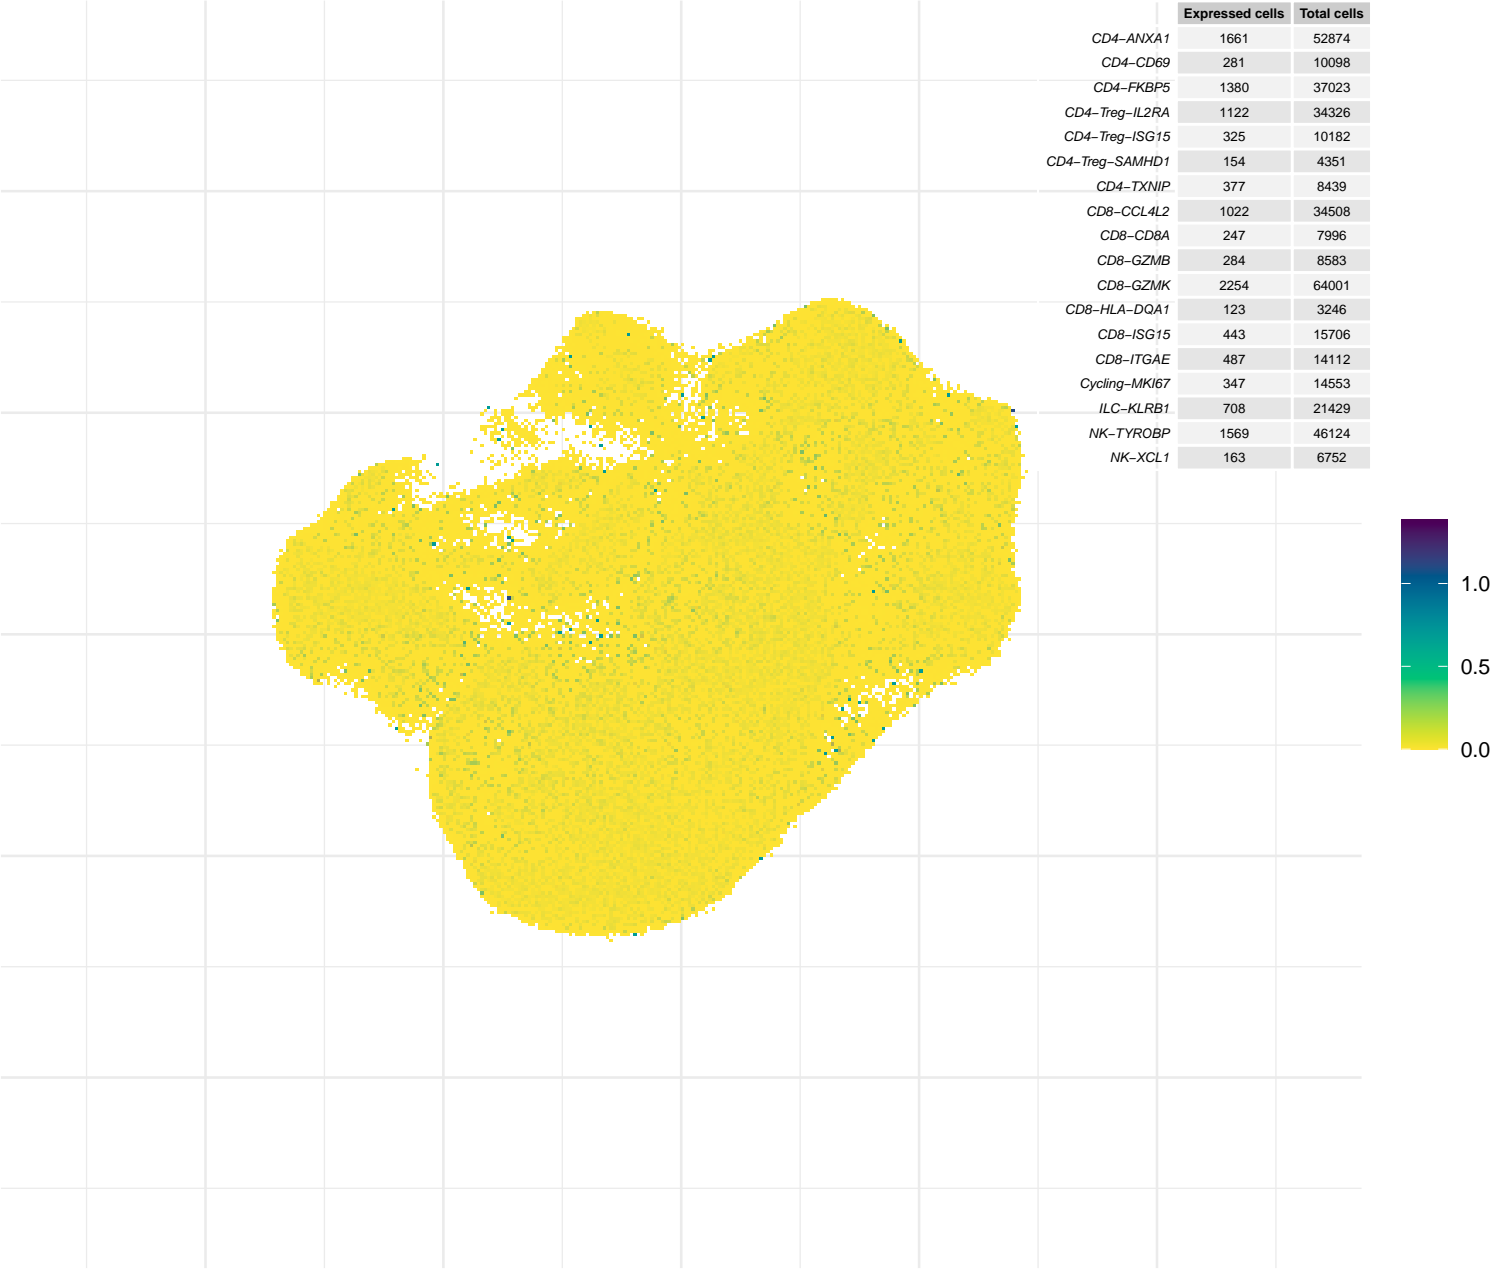 Expressed cells Total cells
CD4−ANXA1 1661 52874
CD4−CD69 281 10098
CD4−FKBP5 1380 37023
CD4−Treg−IL2RA 1122 34326
CD4−Treg−ISG15 325 10182
CD4−Treg−SAMHD1 154 4351
CD4−TXNIP 377 8439
CD8−CCL4L2 1022 34508
CD8−CD8A 247 7996
CD8−GZMB 284 8583
CD8−GZMK 2254 64001
CD8−HLA−DQA1 123 3246
CD8−ISG15 443 15706
CD8−ITGAE 487 14112
Cycling−MKI67 347 14553
ILC−KLRB1 708 21429
NK−TYROBP 1569 46124
NK−XCL1 163 6752
1.0
0.5
0.0